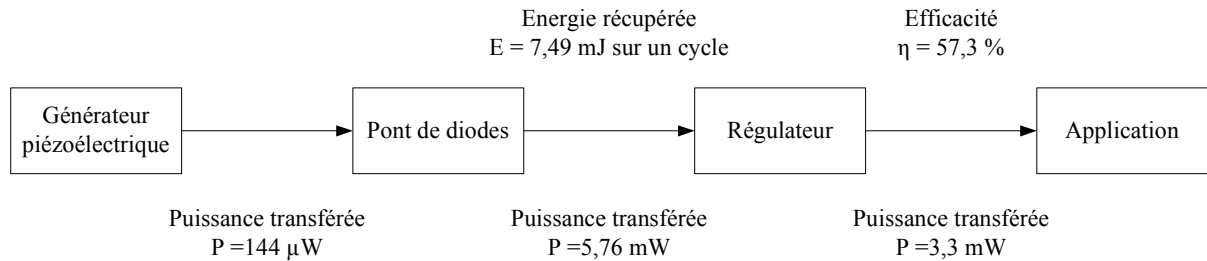 Energie récupérée
E = 7,49 mJ sur un cycle
Efficacité
η = 57,3 %
Générateur
piézoélectrique
Pont de diodes
Régulateur
Application
Puissance transférée
P =144 µW
Puissance transférée
P =5,76 mW
Puissance transférée
P =3,3 mW